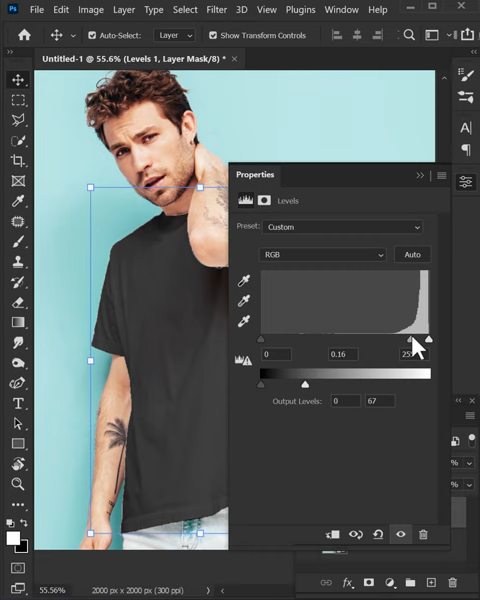 Ps File Edit Image Layer Type Select Filter 3D View Plugins Window Help
Auto-Select: Layer Show Transform Controls
Untitled-1 @ 55.6% (Levels 1, Layer Mask/8) *
Properties
Levels
Preset: Custom
RGB Auto
0 0.16
Output Levels: 0 67
%
%
fx
55.56% 2000 px x 2000 px (300 ppi)